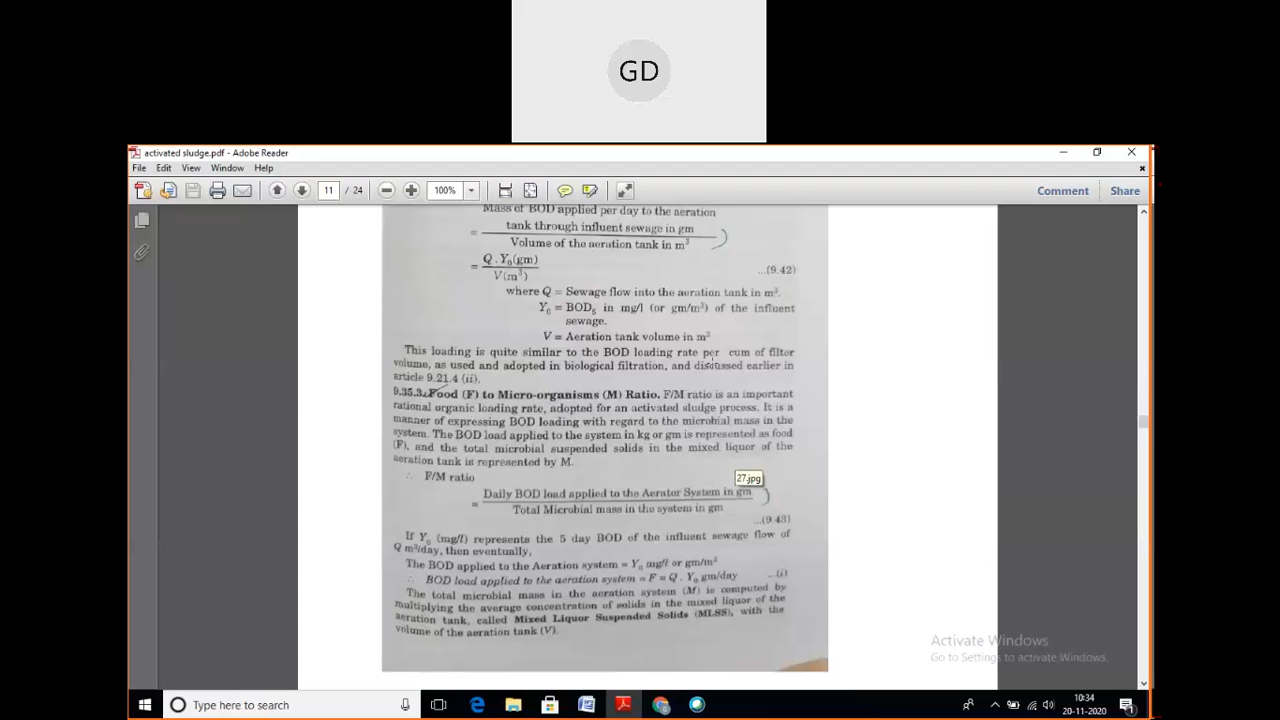 GD
activated sludge.pdf - Adobe Reader
File Edit View Window Help
11 / 24 100% Comment Share
Mass of BOD applied per day to the aeration
= tank through influent sewage in gm
Volume of the aeration tank in m³
= Q . Y₀(gm)
V(m³)
...(9.42)
where Q = Sewage flow into the aeration tank in m³.
Y₀ = BOD₅ in mg/l (or gm/m³) of the influent
sewage.
V = Aeration tank volume in m³
This loading is quite similar to the BOD loading rate per cum of filter
volume, as used and adopted in biological filtration, and discussed earlier in
article 9.21.4 (ii).
9.35.3. Food (F) to Micro-organisms (M) Ratio. F/M ratio is an important
rational organic loading rate, adopted for an activated sludge process. It is a
manner of expressing BOD loading with regard to the microbial mass in the
system. The BOD load applied to the system in kg or gm is represented as food
(F), and the total microbial suspended solids in the mixed liquor of the
aeration tank is represented by M.
∴ F/M ratio
27.jpg
= Daily BOD load applied to the Aerator System in gm
Total Microbial mass in the system in gm
...(9.43)
If Y₀ (mg/l) represents the 5 day BOD of the influent sewage flow of
Q m³/day, then eventually,
The BOD applied to the Aeration system = Y₀ mg/l or gm/m³
∴ BOD load applied to the aeration system = F = Q . Y₀ gm/day ...(i)
The total microbial mass in the aeration system (M) is computed by
multiplying the average concentration of solids in the mixed liquor of the
aeration tank, called Mixed Liquor Suspended Solids (MLSS), with the
volume of the aeration tank (V).
Activate Windows
Go to Settings to activate Windows.
Type here to search
10:34
20-11-2020